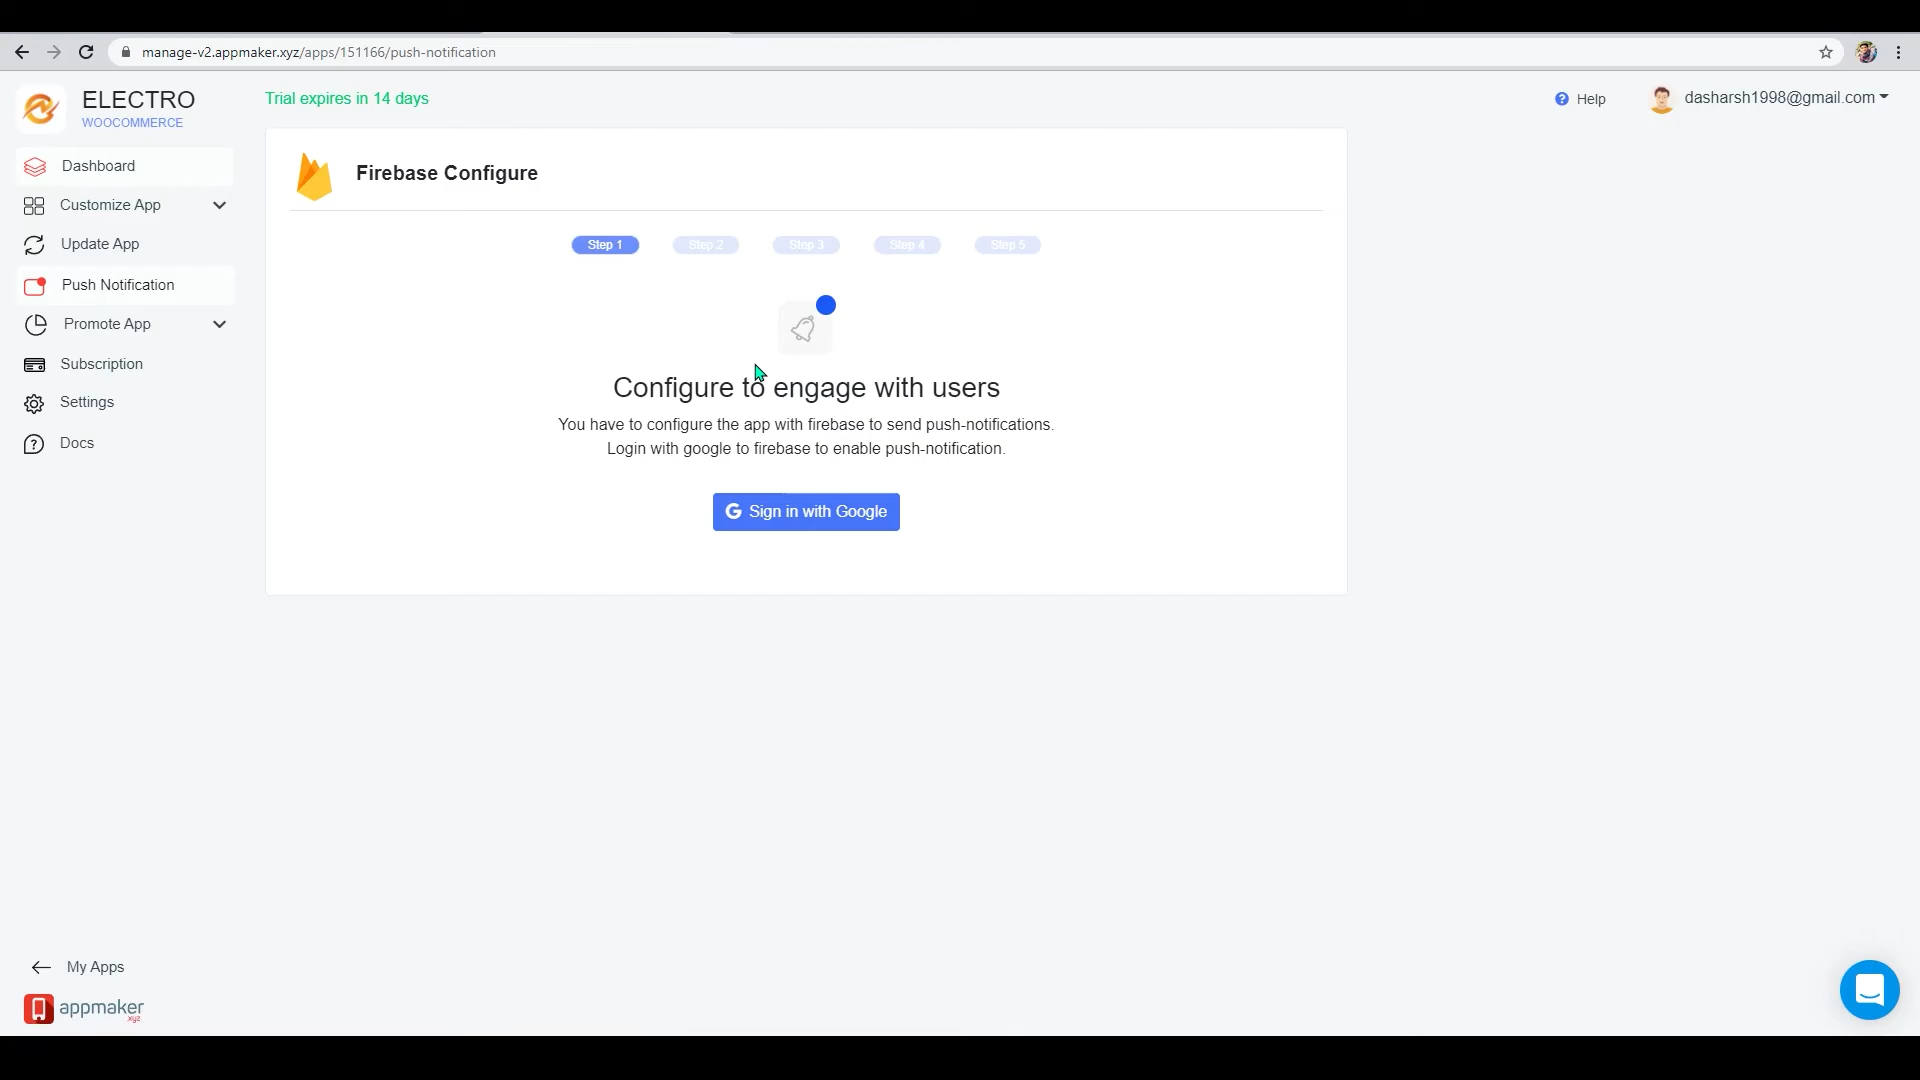 manage-v2.appmaker.xyz/apps/151166/push-notification
ELECTRO
WOOCOMMERCE
Trial expires in 14 days
Help
dasharsh1998@gmail.com
Dashboard
Customize App
Update App
Push Notification
Promote App
Subscription
Settings
Docs
Firebase Configure
Step 1
Step 2
Step 3
Step 4
Step 5
Configure to engage with users
You have to configure the app with firebase to send push-notifications.
Login with google to firebase to enable push-notification.
G Sign in with Google
My Apps
appmaker
xyz